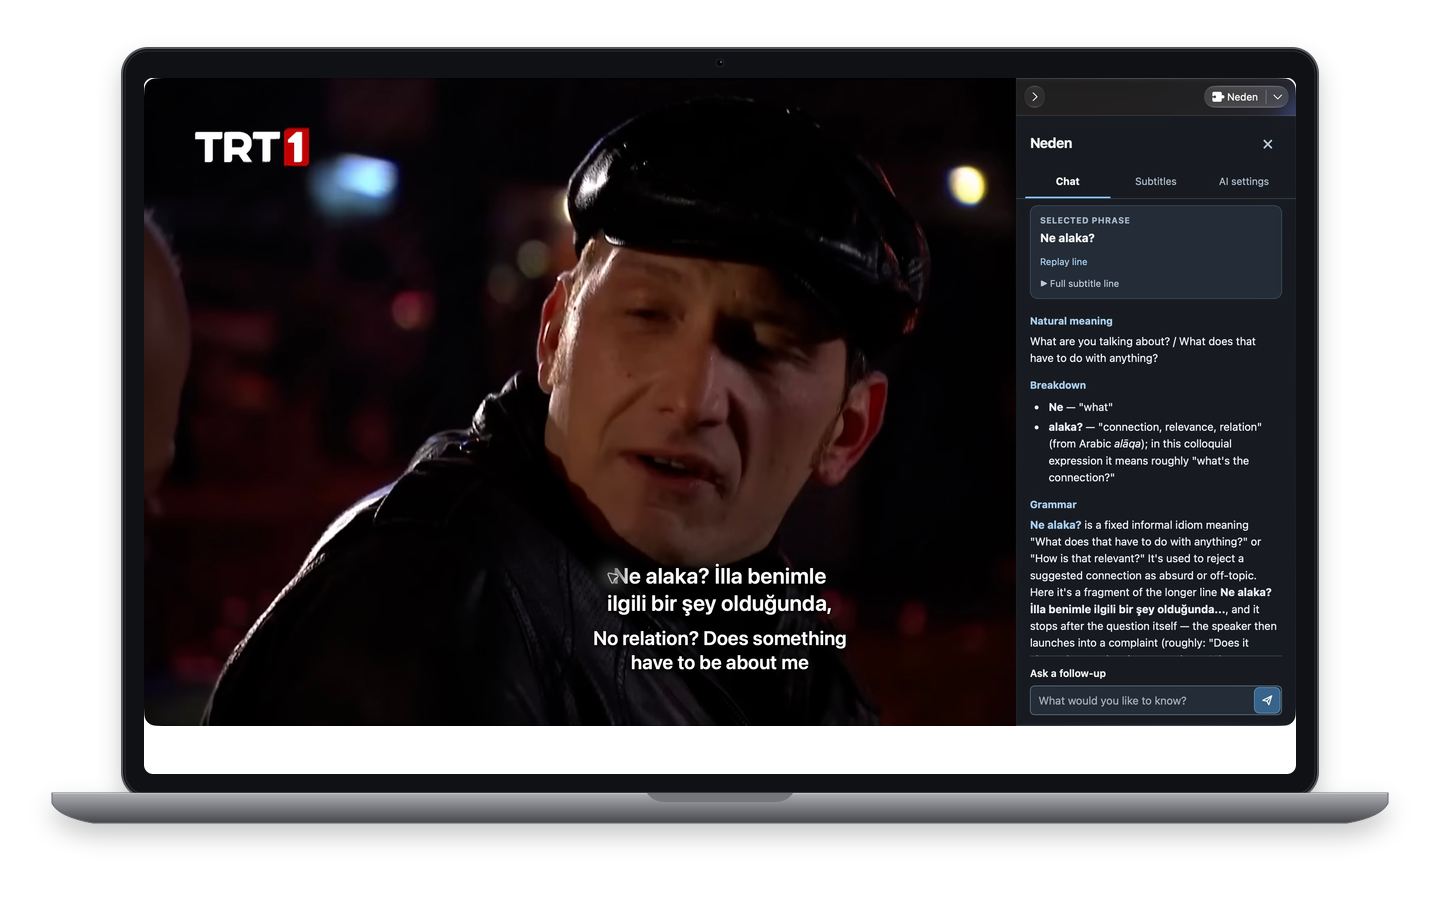 TRT1
Ne alaka? İlla benimle
ilgili bir şey olduğunda,
No relation? Does something
have to be about me
Neden
Neden
Chat
Subtitles
AI settings
SELECTED PHRASE
Ne alaka?
Replay line
Full subtitle line
Natural meaning
What are you talking about? / What does that
have to do with anything?
Breakdown
Ne — "what"
alaka? — "connection, relevance, relation"
(from Arabic alāqa); in this colloquial
expression it means roughly "what's the
connection?"
Grammar
Ne alaka? is a fixed informal idiom meaning
"What does that have to do with anything?" or
"How is that relevant?" It's used to reject a
suggested connection as absurd or off-topic.
Here it's a fragment of the longer line Ne alaka?
İlla benimle ilgili bir şey olduğunda..., and it
stops after the question itself — the speaker then
launches into a complaint (roughly: "Does it
Ask a follow-up
What would you like to know?